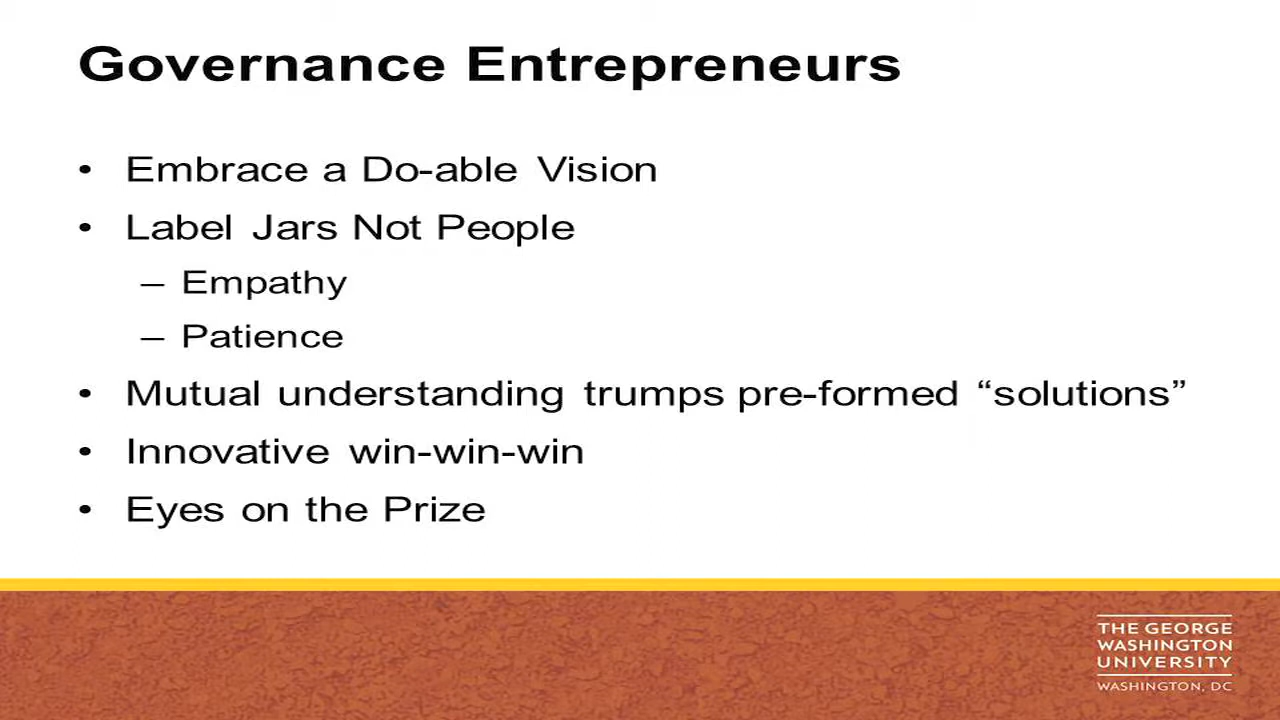 Governance Entrepreneurs
• Embrace a Do-able Vision
• Label Jars Not People
– Empathy
– Patience
• Mutual understanding trumps pre-formed “solutions”
• Innovative win-win-win
• Eyes on the Prize
THE GEORGE
WASHINGTON
UNIVERSITY
WASHINGTON, DC